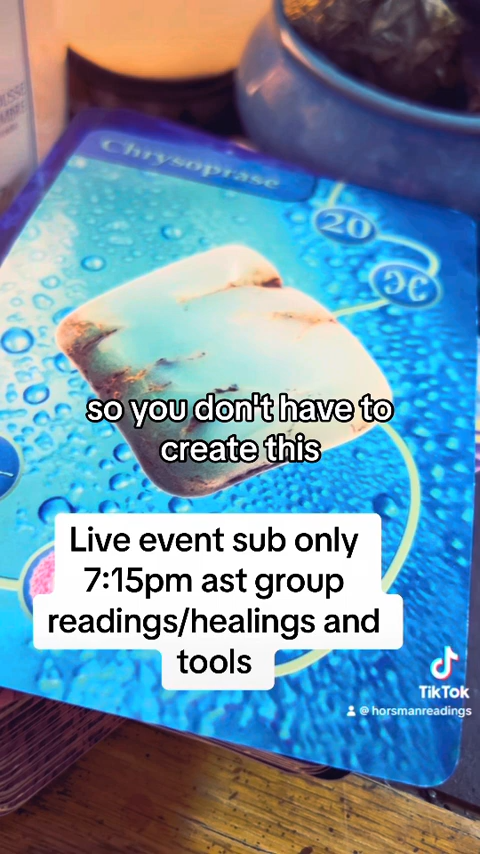 Chrysoprase
20
so you don't have to
create this
Live event sub only
7:15pm ast group
readings/healings and
tools
TikTok
@horsmanreadings